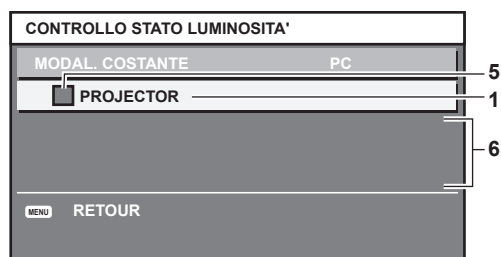 CONTROLLO STATO LUMINOSITA'
MODAL. COSTANTE PC
5
PROJECTOR
1
6
MENU RETOUR